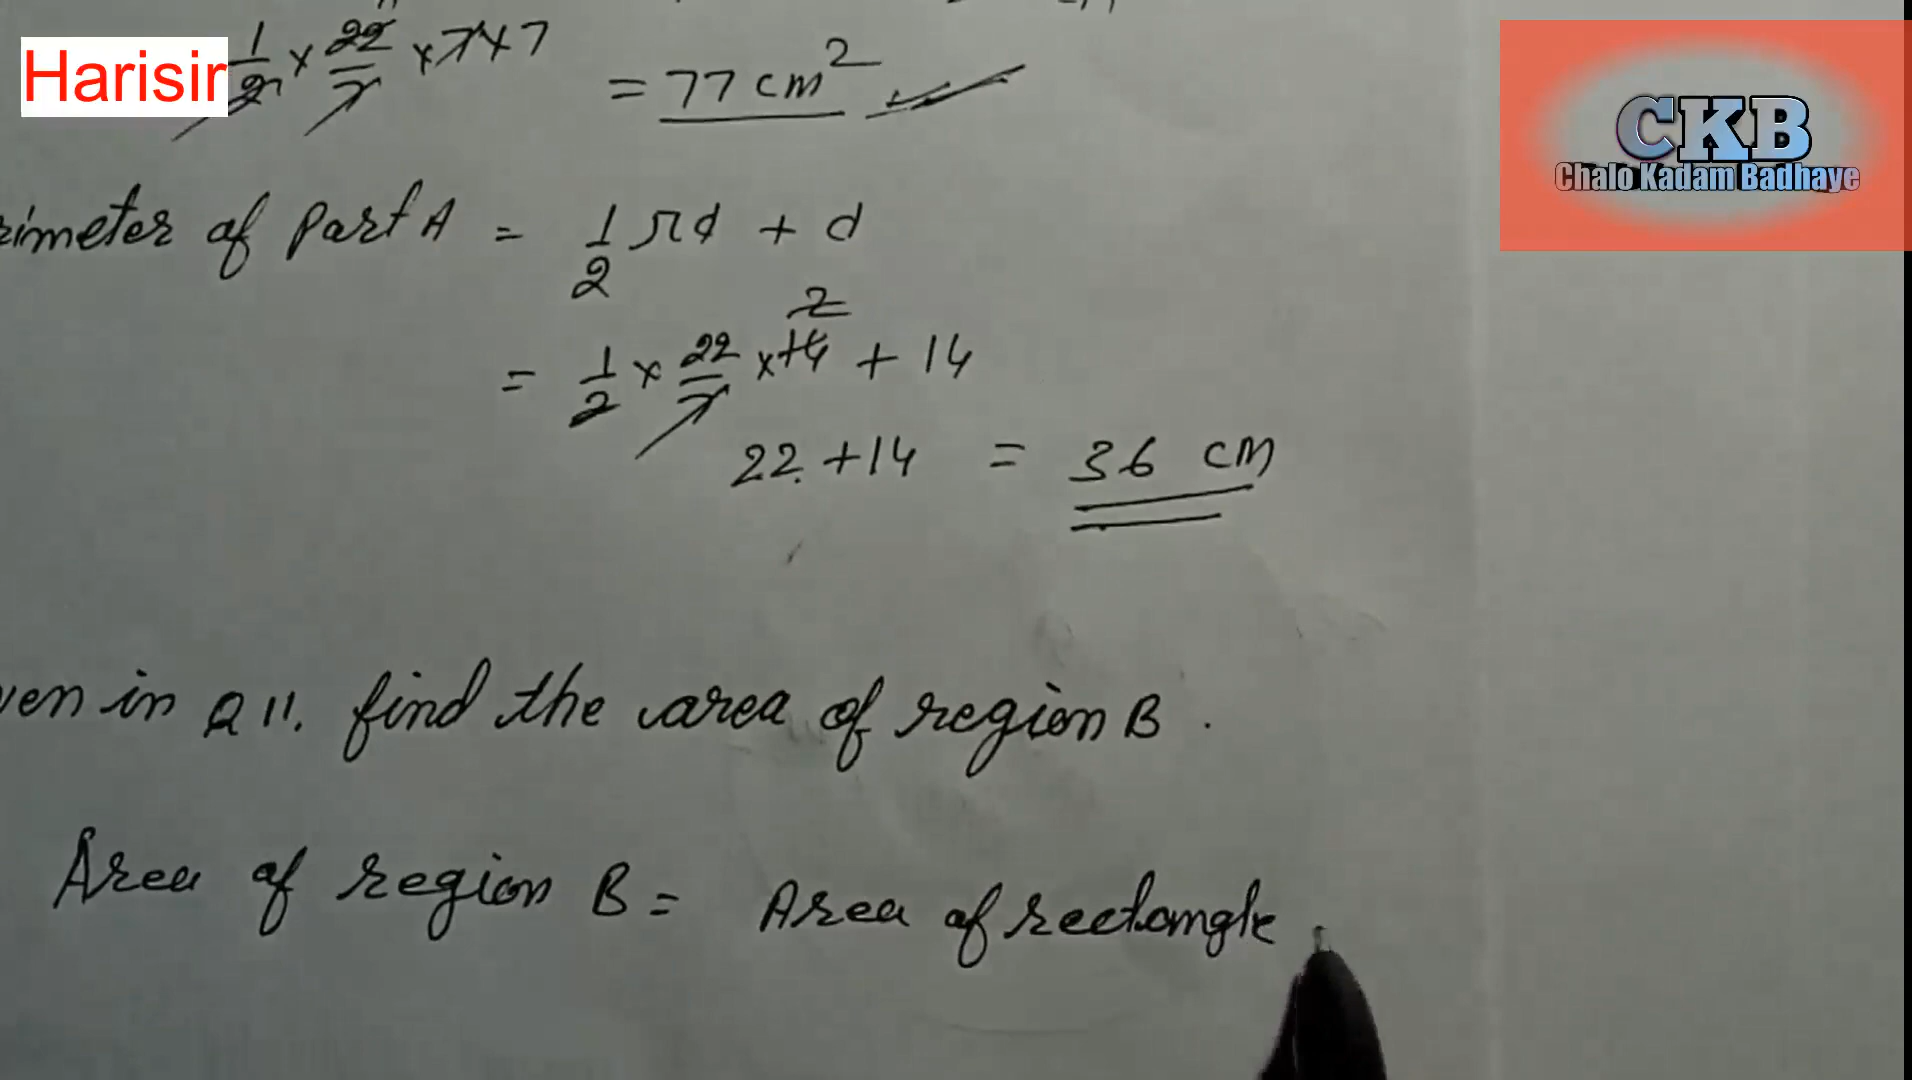 Harisir
1/2 × 22/7 × 7 × 7 = 77 cm²
CKB
Chalo Kadam Badhaye
rimeter of Part A = 1/2 πd + d
2
= 1/2 × 22/7 × 14 + 14
22 + 14 = 36 cm
ven in Q 11. find the area of region B.
Area of region B = Area of rectangle